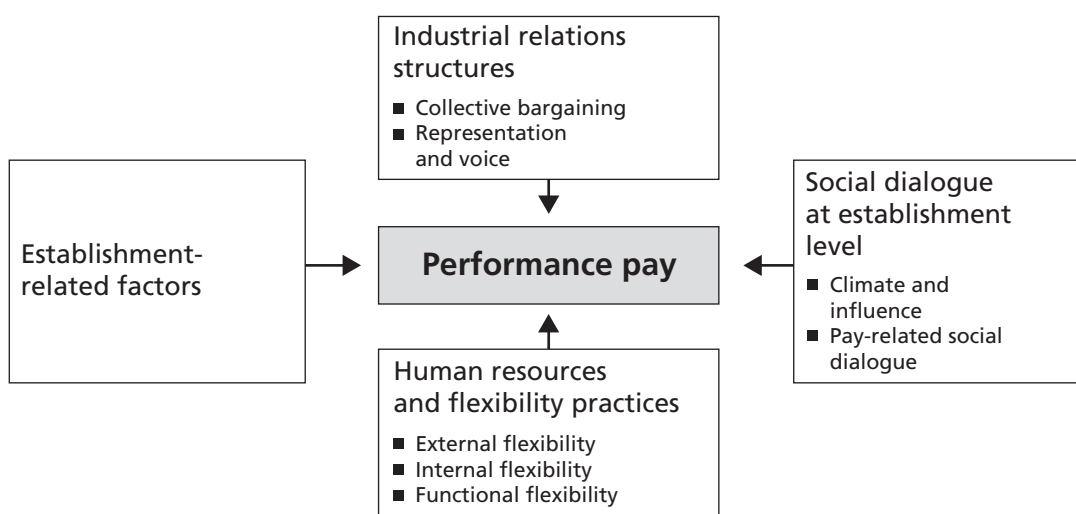 Industrial relations
structures
■ Collective bargaining
■ Representation
and voice
Establishment-
related factors
Performance pay
Social dialogue
at establishment
level
■ Climate and
influence
■ Pay-related social
dialogue
Human resources
and flexibility practices
■ External flexibility
■ Internal flexibility
■ Functional flexibility